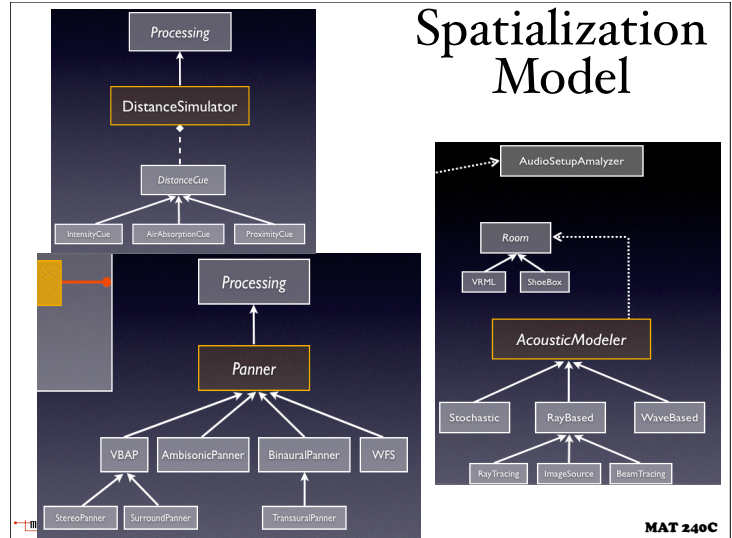 Spatialization
Model
Processing
DistanceSimulator
DistanceCue
IntensityCue
AirAbsorptionCue
ProximityCue
Processing
Panner
VBAP
AmbisonicPanner
BinauralPanner
WFS
StereoPanner
SurroundPanner
TransauralPanner
AudioSetupAmalyzer
Room
VRML
ShoeBox
AcousticModeler
Stochastic
RayBased
WaveBased
RayTracing
ImageSource
BeamTracing
m
MAT 240C